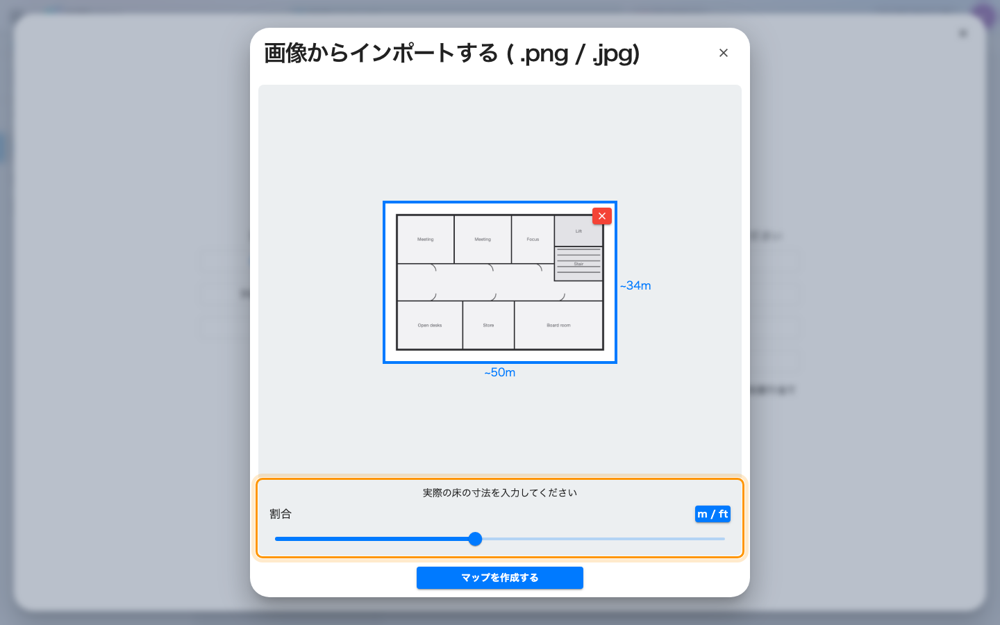 画像からインポートする ( .png / .jpg)
Meeting
Meeting
Focus
Lift
Stair
~34m
Open desks
Store
Board room
~50m
実際の床の寸法を入力してください
割合
m / ft
マップを作成する